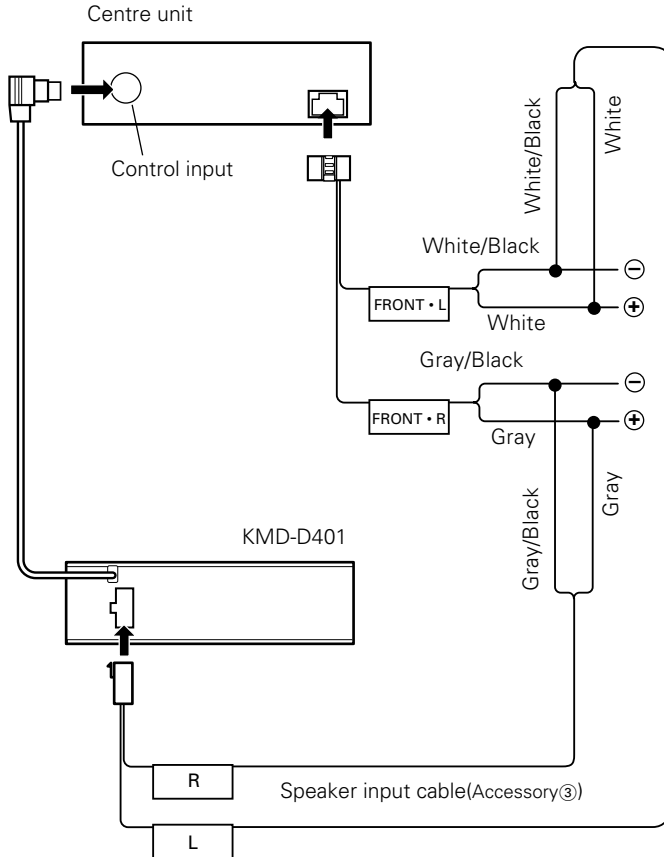 Centre unit
Control input
White/Black
White
White/Black
⊖
FRONT • L
⊕
White
Gray/Black
⊖
FRONT • R
⊕
Gray
Gray/Black
Gray
KMD-D401
R
Speaker input cable(Accessory③)
L